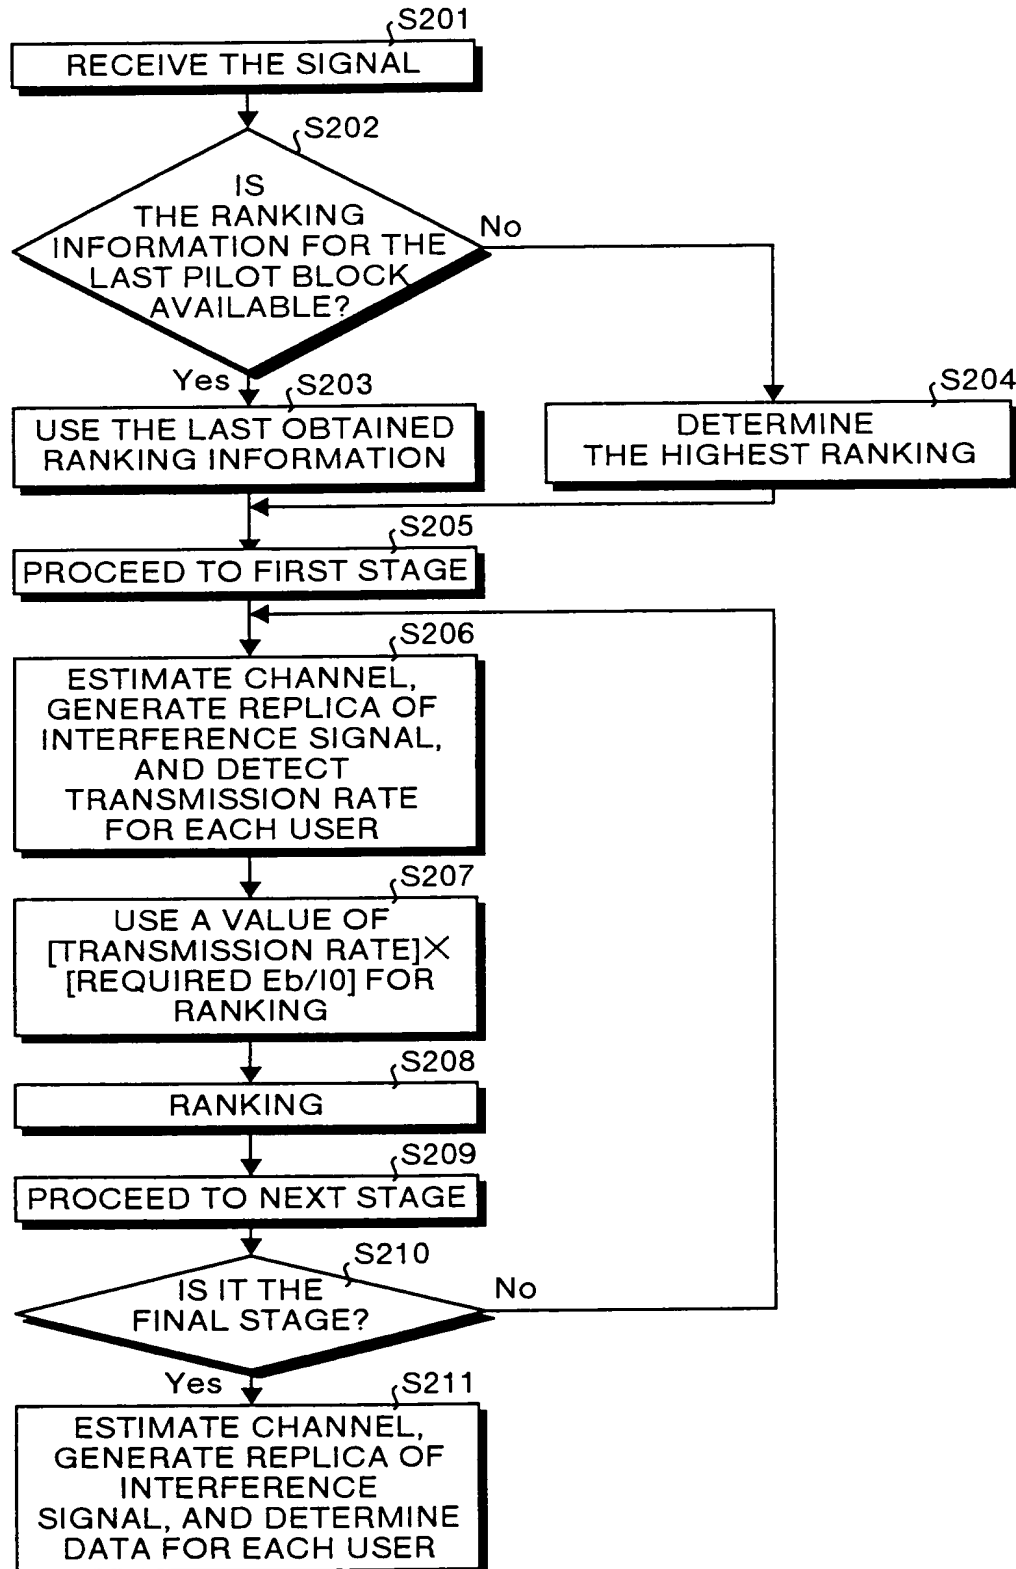 S201
RECEIVE THE SIGNAL
S202
IS
THE RANKING
INFORMATION FOR THE
LAST PILOT BLOCK
AVAILABLE?
No
Yes
S203
USE THE LAST OBTAINED
RANKING INFORMATION
S204
DETERMINE
THE HIGHEST RANKING
S205
PROCEED TO FIRST STAGE
S206
ESTIMATE CHANNEL,
GENERATE REPLICA OF
INTERFERENCE SIGNAL,
AND DETECT
TRANSMISSION RATE
FOR EACH USER
S207
USE A VALUE OF
[TRANSMISSION RATE]×
[REQUIRED Eb/I0] FOR
RANKING
S208
RANKING
S209
PROCEED TO NEXT STAGE
S210
IS IT THE
FINAL STAGE?
No
Yes
S211
ESTIMATE CHANNEL,
GENERATE REPLICA OF
INTERFERENCE
SIGNAL, AND DETERMINE
DATA FOR EACH USER